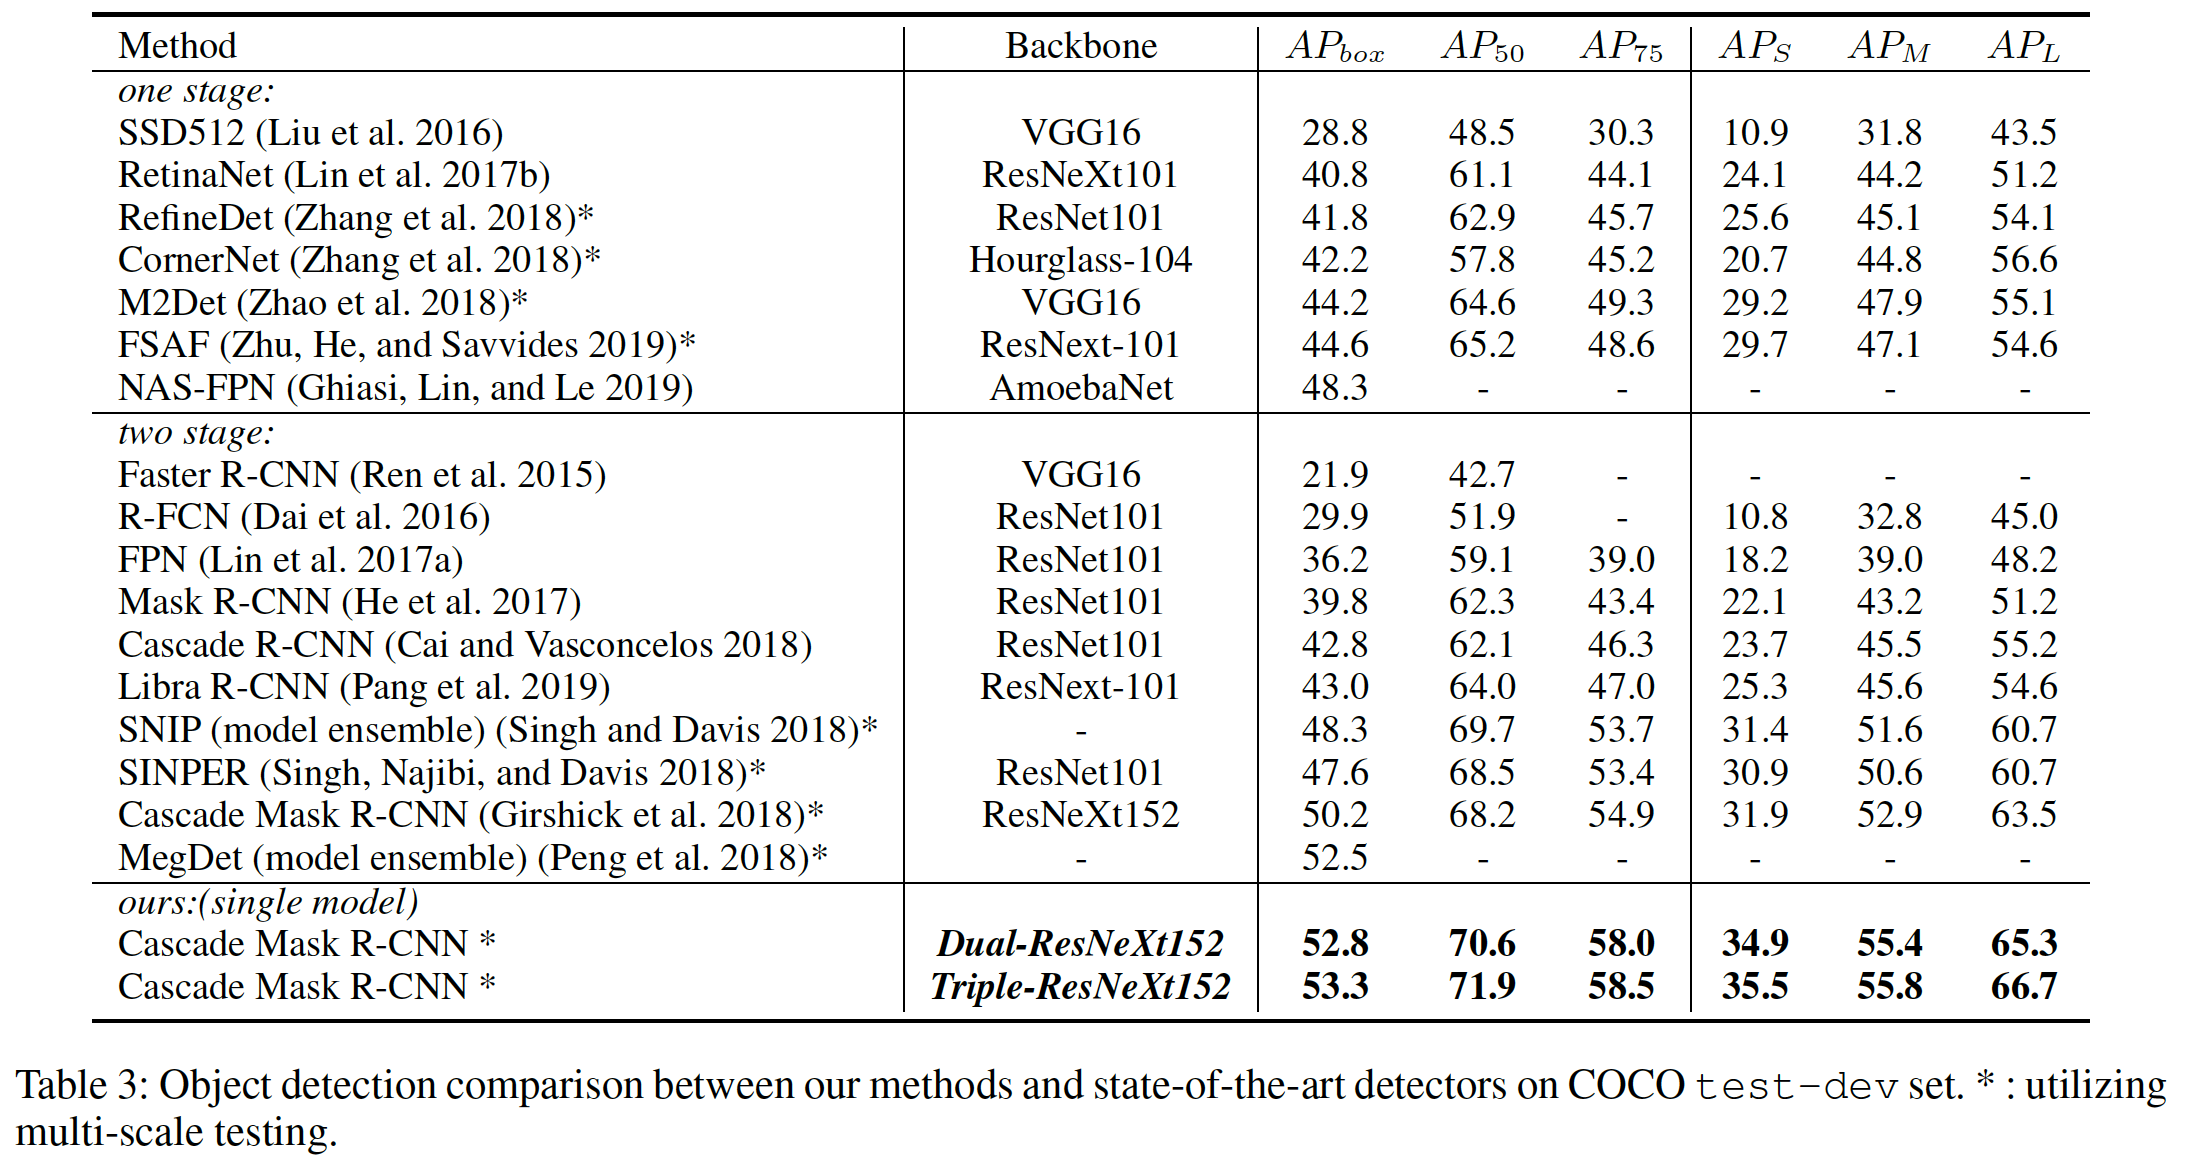 Method Backbone AP_box AP_50 AP_75 AP_S AP_M AP_L
one stage:
SSD512 (Liu et al. 2016) VGG16 28.8 48.5 30.3 10.9 31.8 43.5
RetinaNet (Lin et al. 2017b) ResNeXt101 40.8 61.1 44.1 24.1 44.2 51.2
RefineDet (Zhang et al. 2018)* ResNet101 41.8 62.9 45.7 25.6 45.1 54.1
CornerNet (Zhang et al. 2018)* Hourglass-104 42.2 57.8 45.2 20.7 44.8 56.6
M2Det (Zhao et al. 2018)* VGG16 44.2 64.6 49.3 29.2 47.9 55.1
FSAF (Zhu, He, and Savvides 2019)* ResNext-101 44.6 65.2 48.6 29.7 47.1 54.6
NAS-FPN (Ghiasi, Lin, and Le 2019) AmoebaNet 48.3 - - - - -
two stage:
Faster R-CNN (Ren et al. 2015) VGG16 21.9 42.7 - - - -
R-FCN (Dai et al. 2016) ResNet101 29.9 51.9 - 10.8 32.8 45.0
FPN (Lin et al. 2017a) ResNet101 36.2 59.1 39.0 18.2 39.0 48.2
Mask R-CNN (He et al. 2017) ResNet101 39.8 62.3 43.4 22.1 43.2 51.2
Cascade R-CNN (Cai and Vasconcelos 2018) ResNet101 42.8 62.1 46.3 23.7 45.5 55.2
Libra R-CNN (Pang et al. 2019) ResNext-101 43.0 64.0 47.0 25.3 45.6 54.6
SNIP (model ensemble) (Singh and Davis 2018)* - 48.3 69.7 53.7 31.4 51.6 60.7
SINPER (Singh, Najibi, and Davis 2018)* ResNet101 47.6 68.5 53.4 30.9 50.6 60.7
Cascade Mask R-CNN (Girshick et al. 2018)* ResNeXt152 50.2 68.2 54.9 31.9 52.9 63.5
MegDet (model ensemble) (Peng et al. 2018)* - 52.5 - - - - -
ours:(single model)
Cascade Mask R-CNN * Dual-ResNeXt152 52.8 70.6 58.0 34.9 55.4 65.3
Cascade Mask R-CNN * Triple-ResNeXt152 53.3 71.9 58.5 35.5 55.8 66.7
Table 3: Object detection comparison between our methods and state-of-the-art detectors on COCO test-dev set. * : utilizing
multi-scale testing.